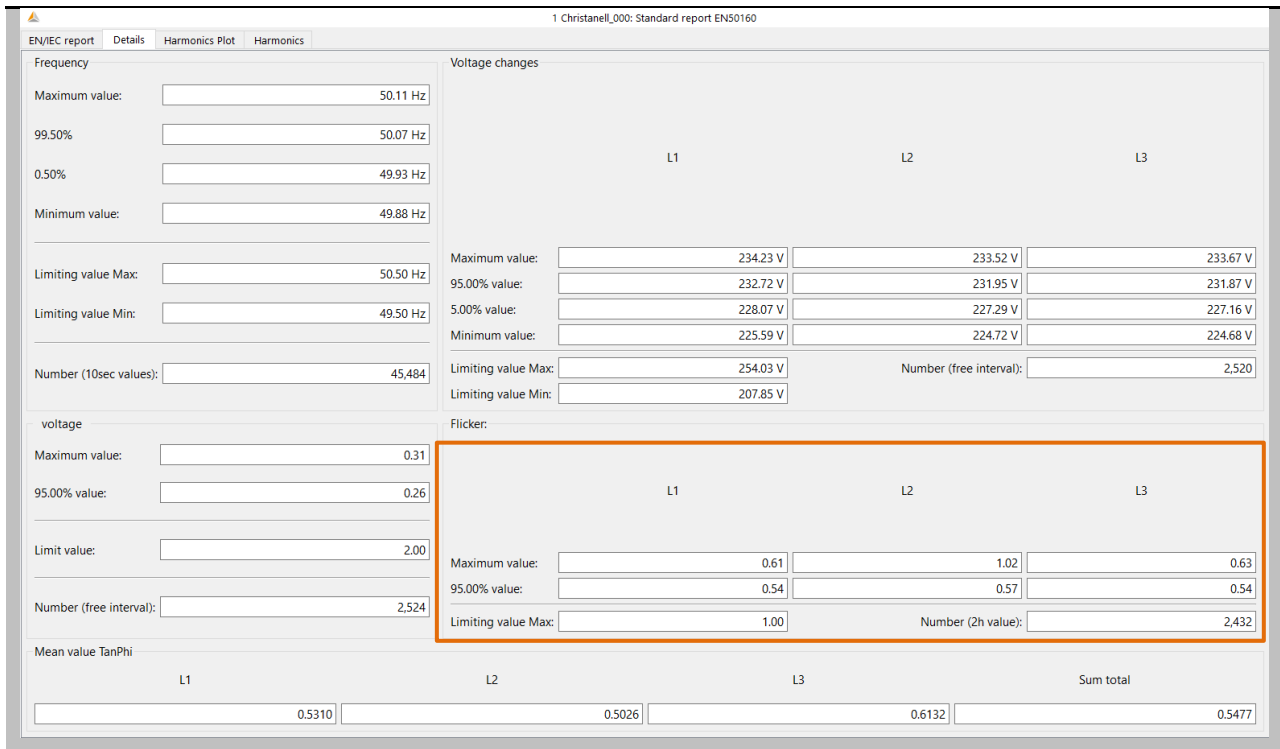 1 Christanell_000: Standard report EN50160
EN/IEC report Details Harmonics Plot Harmonics
Frequency
Maximum value: 50.11 Hz
99.50% 50.07 Hz
0.50% 49.93 Hz
Minimum value: 49.88 Hz
Limiting value Max: 50.50 Hz
Limiting value Min: 49.50 Hz
Number (10sec values): 45,484
Voltage changes
L1 L2 L3
Maximum value: 234.23 V 233.52 V 233.67 V
95.00% value: 232.72 V 231.95 V 231.87 V
5.00% value: 228.07 V 227.29 V 227.16 V
Minimum value: 225.59 V 224.72 V 224.68 V
Limiting value Max: 254.03 V Number (free interval): 2,520
Limiting value Min: 207.85 V
voltage
Maximum value: 0.31
95.00% value: 0.26
Limit value: 2.00
Number (free interval): 2,524
Flicker:
L1 L2 L3
Maximum value: 0.61 1.02 0.63
95.00% value: 0.54 0.57 0.54
Limiting value Max: 1.00 Number (2h value): 2,432
Mean value TanPhi
L1 L2 L3 Sum total
0.5310 0.5026 0.6132 0.5477